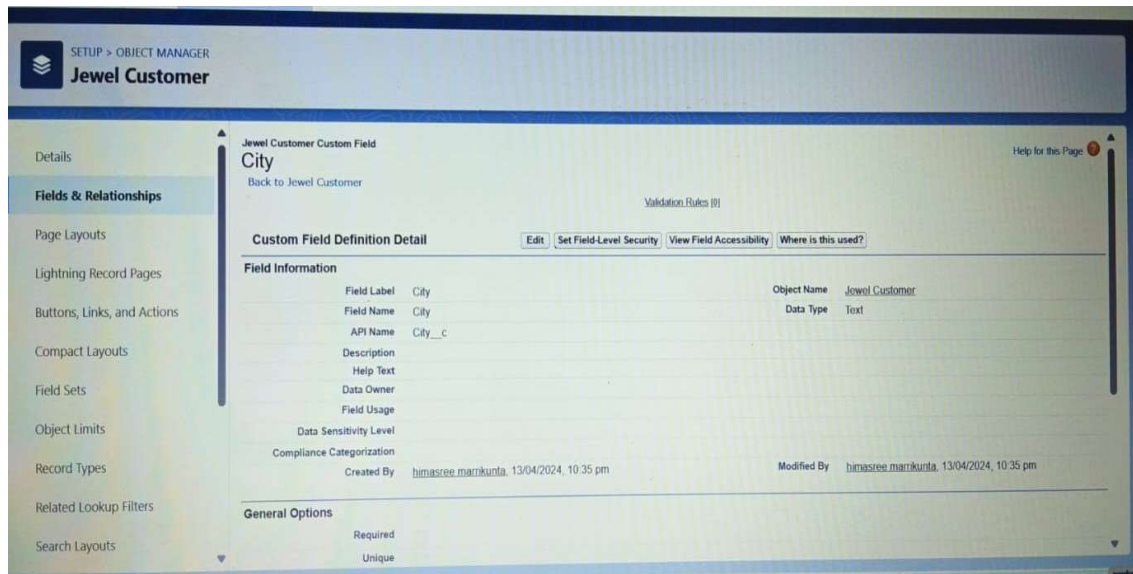 SETUP > OBJECT MANAGER
Jewel Customer
Details
Fields & Relationships
Page Layouts
Lightning Record Pages
Buttons, Links, and Actions
Compact Layouts
Field Sets
Object Limits
Record Types
Related Lookup Filters
Search Layouts
Jewel Customer Custom Field
City
Back to Jewel Customer
Help for this Page
Validation Rules [0]
Custom Field Definition Detail
Edit Set Field-Level Security View Field Accessibility Where is this used?
Field Information
Field Label City Object Name Jewel Customer
Field Name City Data Type Text
API Name City__c
Description
Help Text
Data Owner
Field Usage
Data Sensitivity Level
Compliance Categorization
Created By himasree mamkunta, 13/04/2024, 10:35 pm Modified By himasree mamkunta, 13/04/2024, 10:35 pm
General Options
Required
Unique